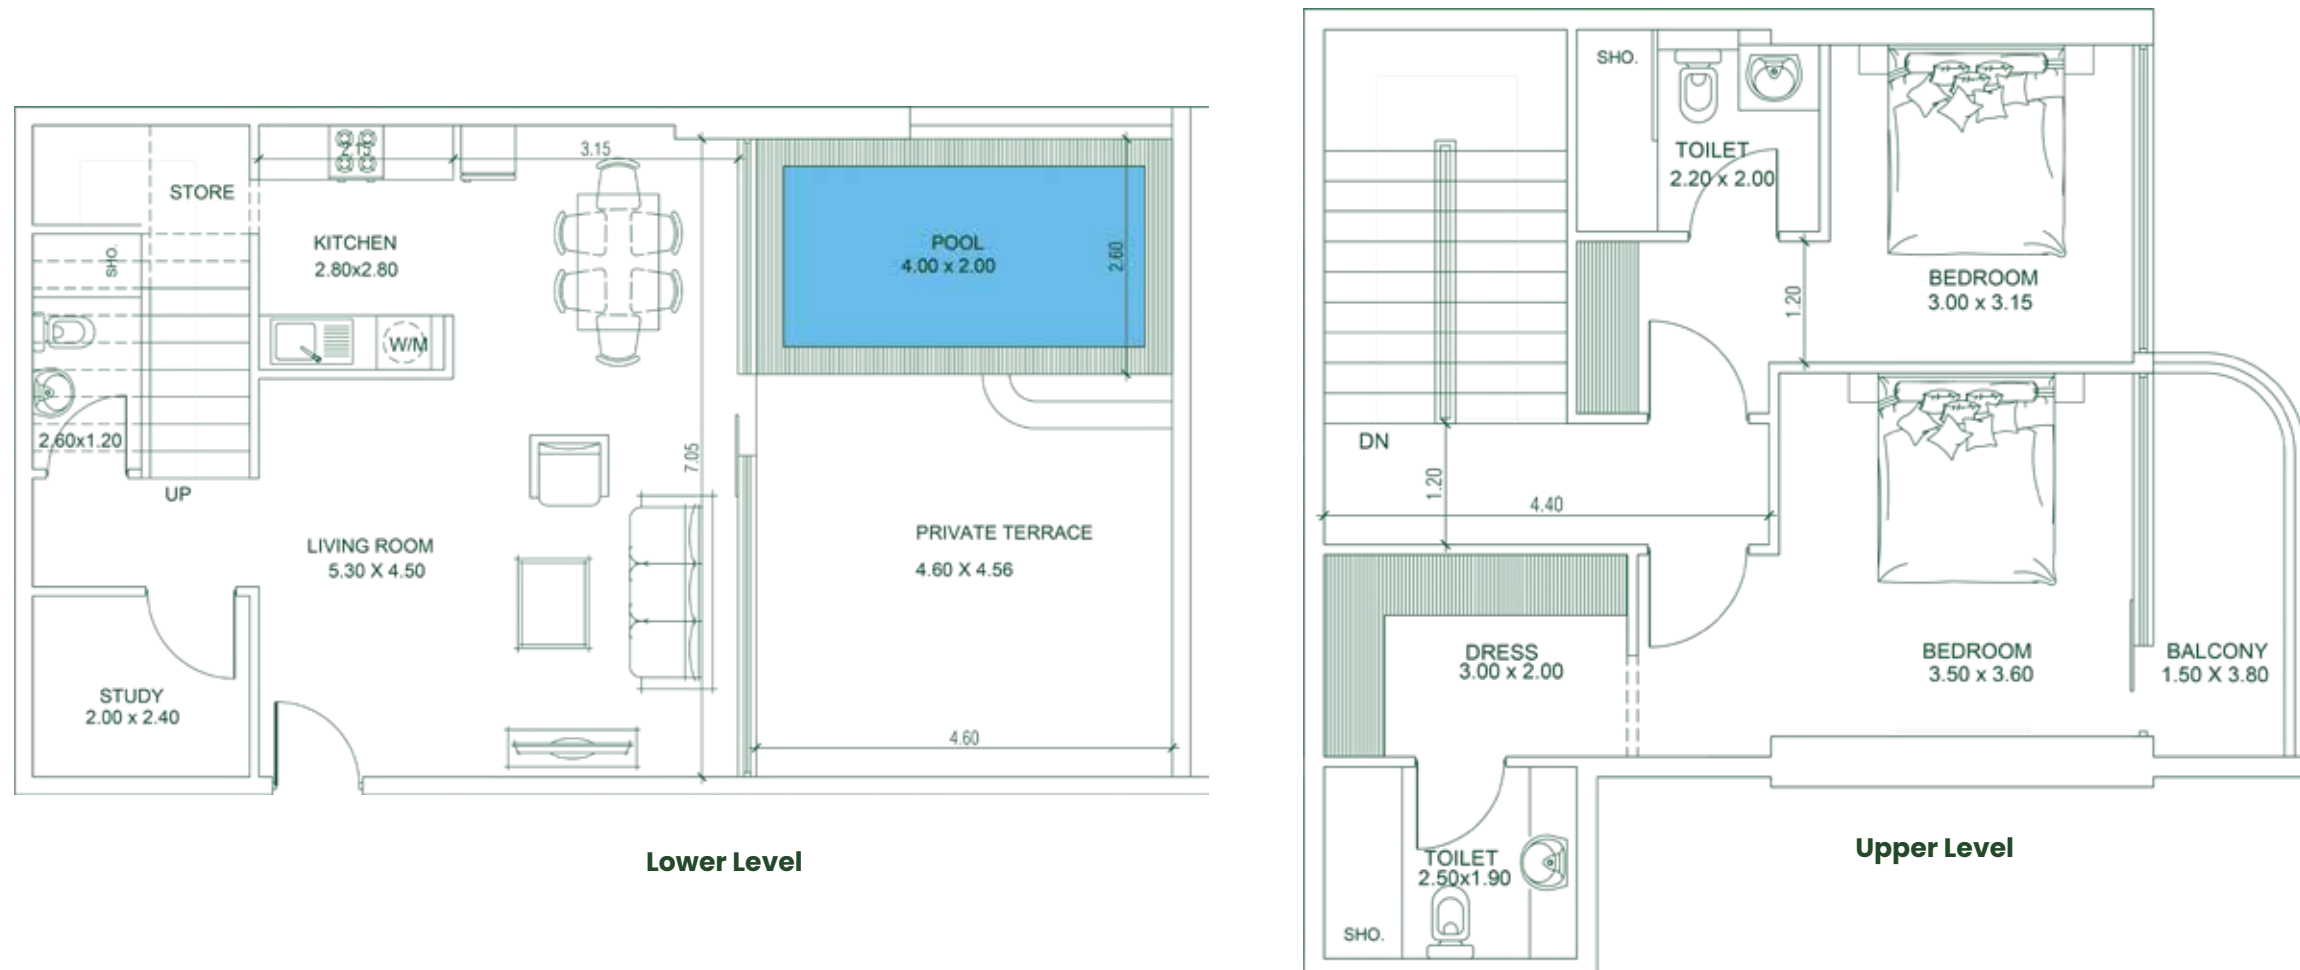 STORE
SHO.
2.60x1.20
UP
2.15
3.15
KITCHEN
2.80x2.80
W/M
7.05
LIVING ROOM
5.30 X 4.50
STUDY
2.00 x 2.40
POOL
4.00 x 2.00
2.60
PRIVATE TERRACE
4.60 X 4.56
4.60
Lower Level
SHO.
TOILET
2.20 x 2.00
BEDROOM
3.00 x 3.15
1.20
DN
1.20
4.40
DRESS
3.00 x 2.00
BEDROOM
3.50 x 3.60
BALCONY
1.50 X 3.80
TOILET
2.50x1.90
SHO.
Upper Level